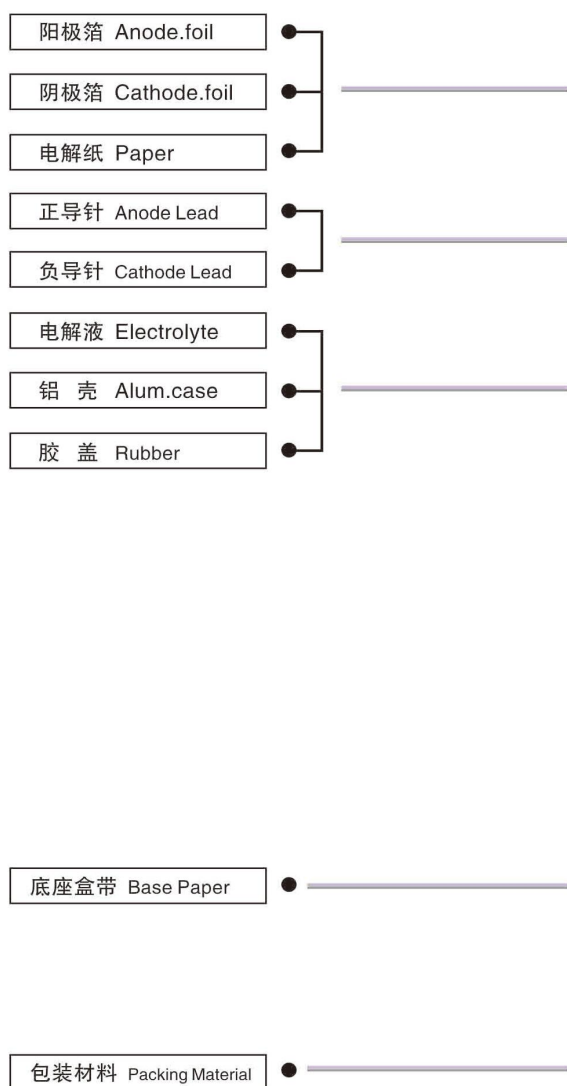 阳极箔 Anode.foil
阴极箔 Cathode.foil
电解纸 Paper
正导针 Anode Lead
负导针 Cathode Lead
电解液 Electrolyte
铝 壳 Alum.case
胶 盖 Rubber
底座盒带 Base Paper
包装材料 Packing Material